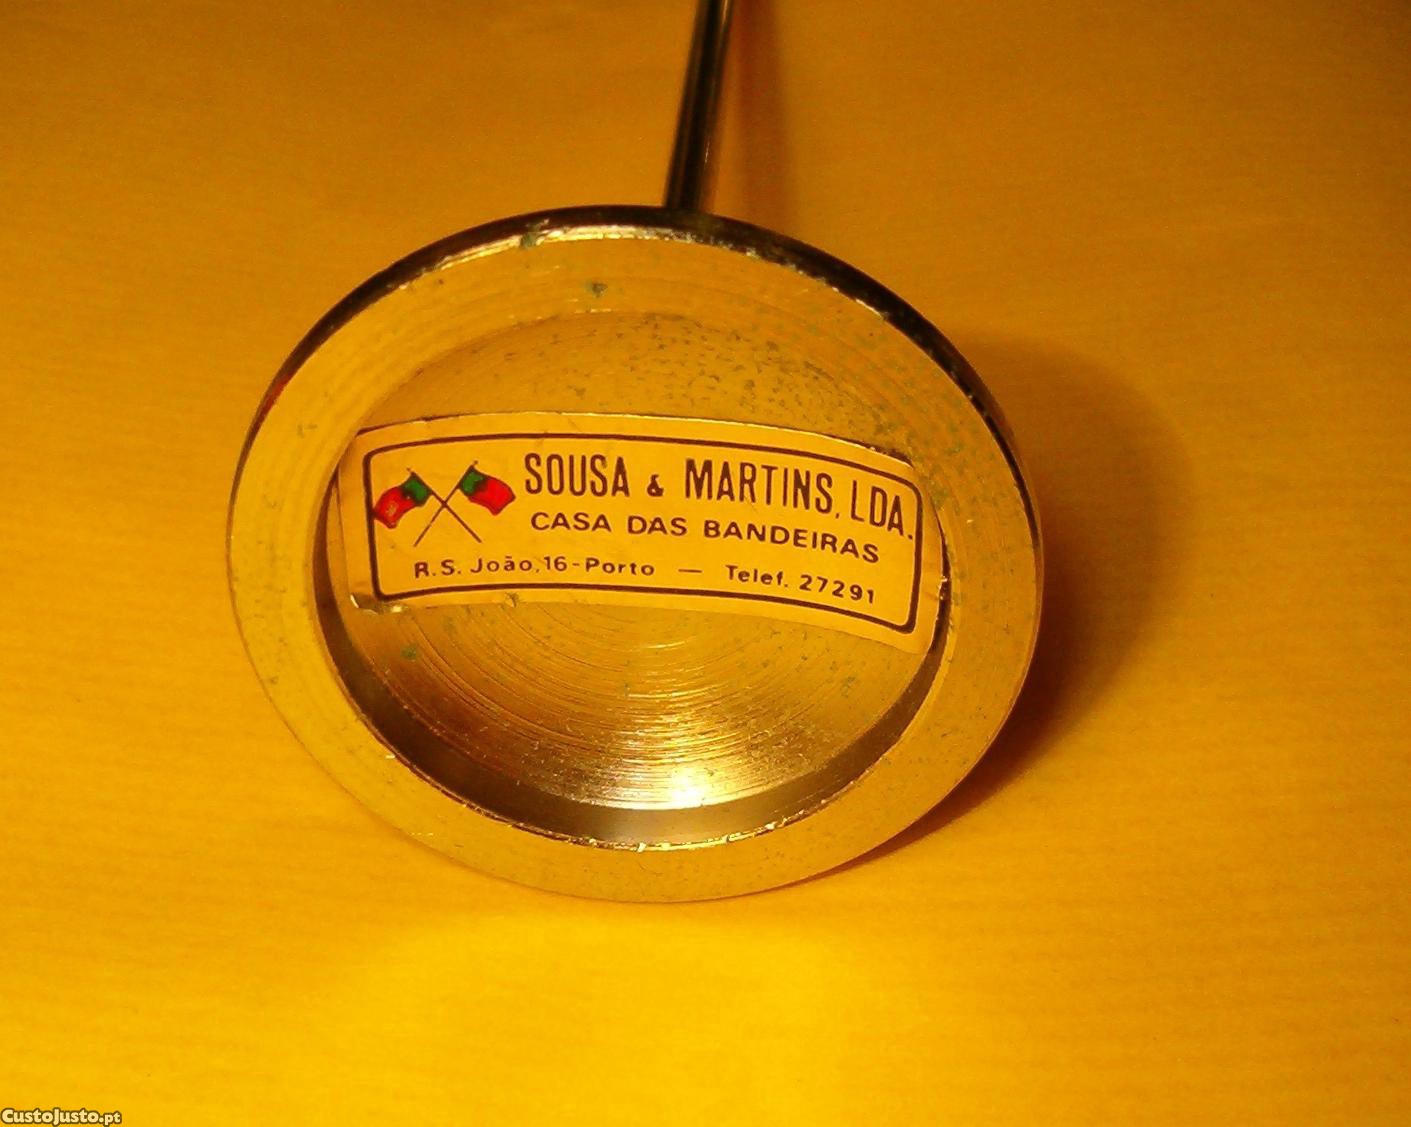 SOUSA & MARTINS, LDA.
CASA DAS BANDEIRAS
R.S. João, 16-Porto — Telef. 27291
CustoJusto.pt